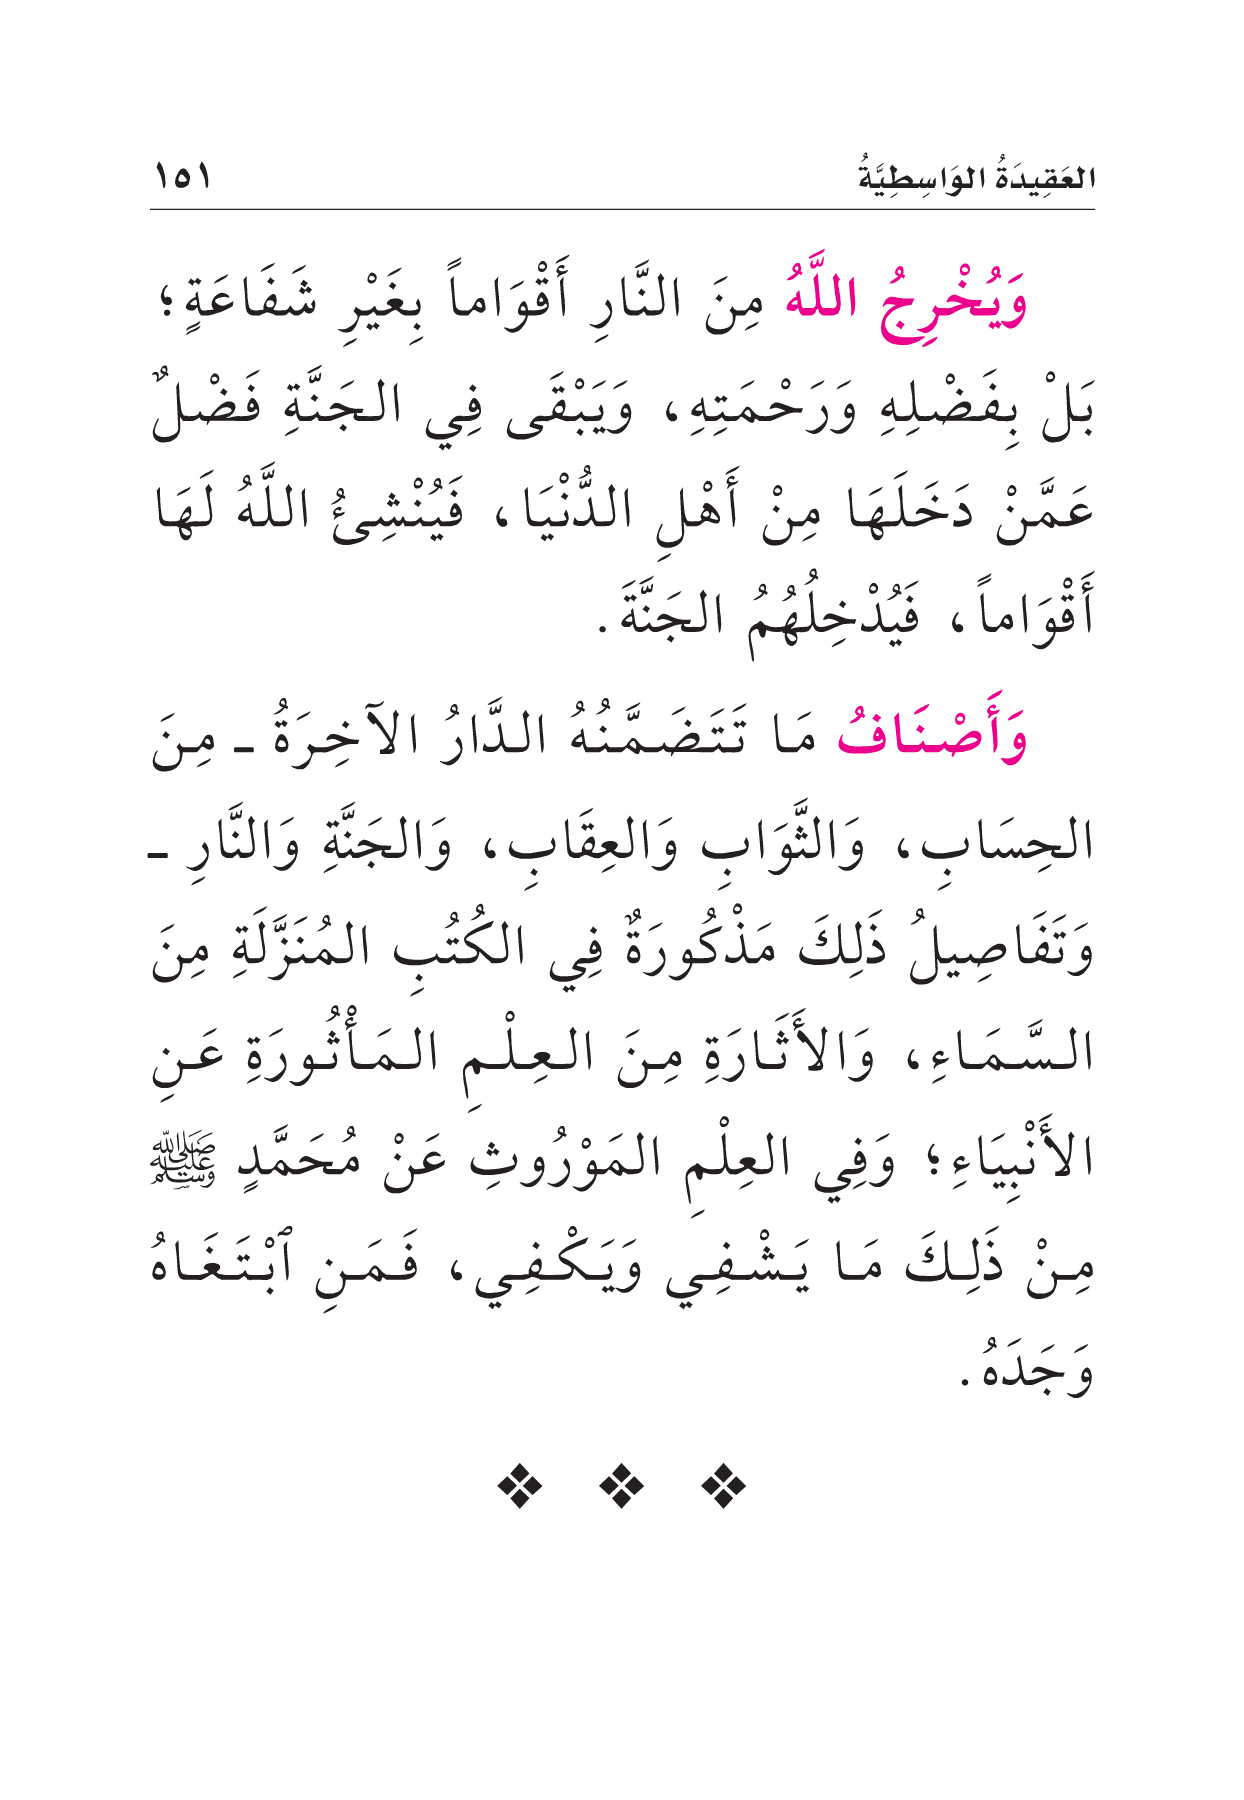 العَقِيدَةُ الوَاسِطِيَّةُ ١٥١
وَيُخْرِجُ اللَّهُ مِنَ النَّارِ أَقْوَاماً بِغَيْرِ شَفَاعَةٍ؛
بَلْ بِفَضْلِهِ وَرَحْمَتِهِ، وَيَبْقَى فِي الجَنَّةِ فَضْلٌ
عَمَّنْ دَخَلَهَا مِنْ أَهْلِ الدُّنْيَا، فَيُنْشِئُ اللَّهُ لَهَا
أَقْوَاماً، فَيُدْخِلُهُمُ الجَنَّةَ.
وَأَصْنَافُ مَا تَتَضَمَّنُهُ الدَّارُ الآخِرَةُ ـ مِنَ
الحِسَابِ، وَالثَّوَابِ وَالعِقَابِ، وَالجَنَّةِ وَالنَّارِ ـ
وَتَفَاصِيلُ ذَلِكَ مَذْكُورَةٌ فِي الكُتُبِ المُنَزَّلَةِ مِنَ
السَّمَاءِ، وَالأَثَارَةِ مِنَ العِلْمِ المَأْثُورَةِ عَنِ
الأَنْبِيَاءِ؛ وَفِي العِلْمِ المَوْرُوثِ عَنْ مُحَمَّدٍ ﷺ
مِنْ ذَلِكَ مَا يَشْفِي وَيَكْفِي، فَمَنِ ٱبْتَغَاهُ
وَجَدَهُ.